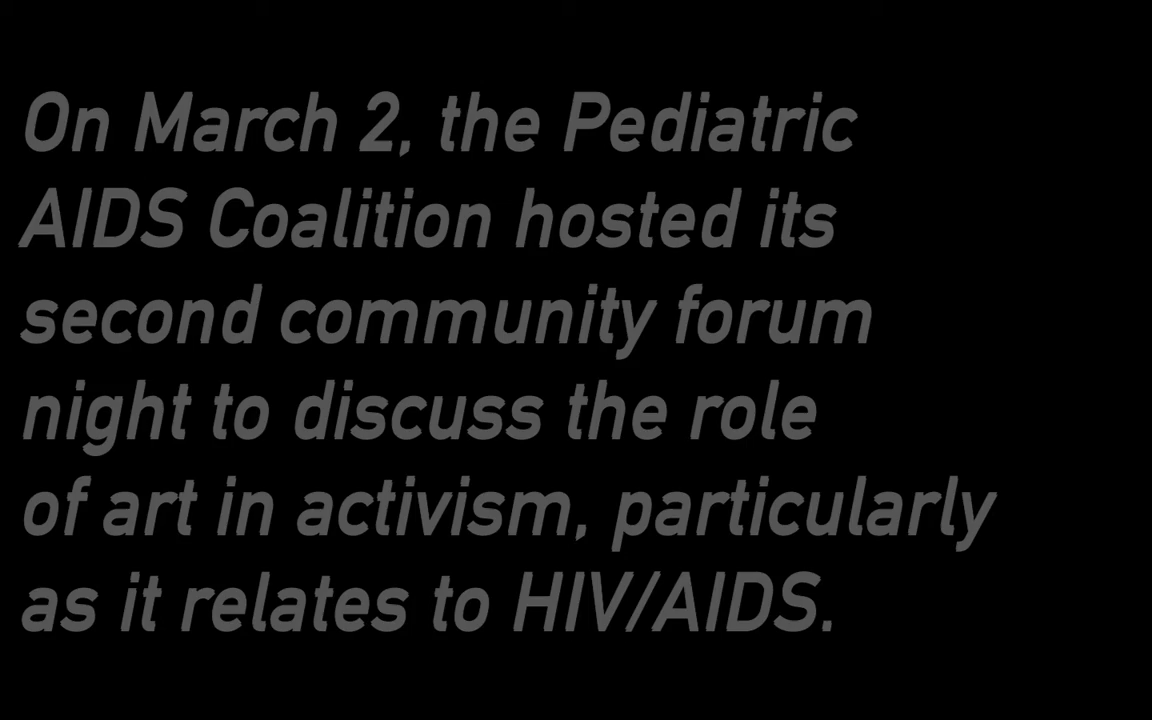 On March 2, the Pediatric
AIDS Coalition hosted its
second community forum
night to discuss the role
of art in activism, particularly
as it relates to HIV/AIDS.